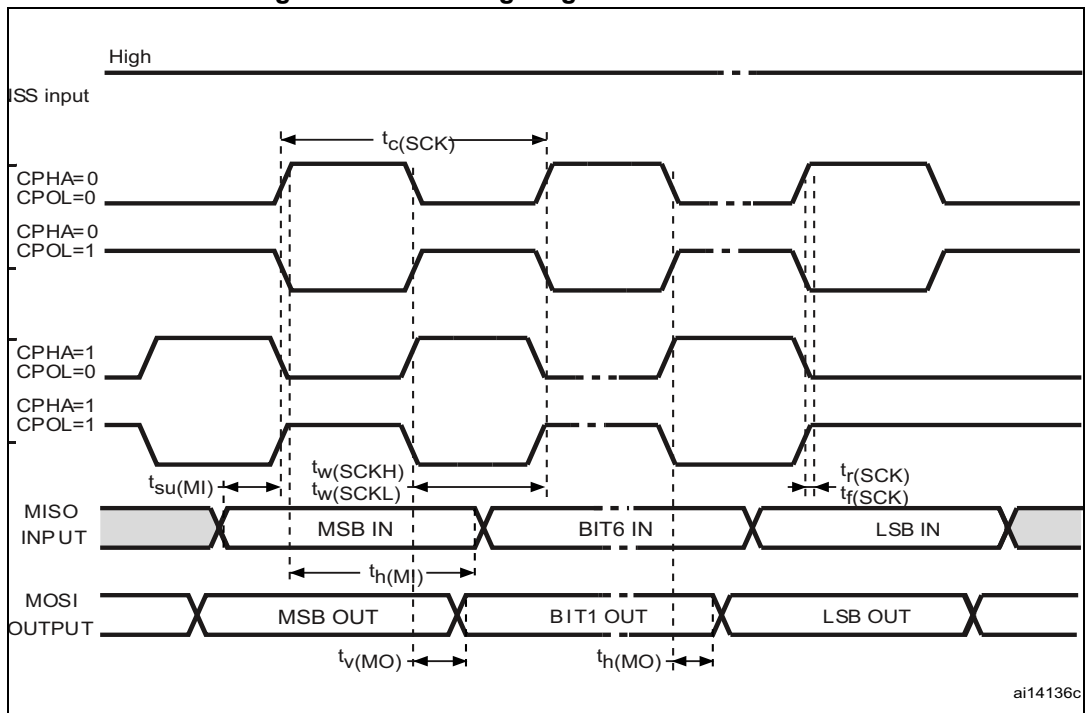 High
NSS input
tc(SCK)
CPHA=0
CPOL=0
CPHA=0
CPOL=1
CPHA=1
CPOL=0
CPHA=1
CPOL=1
tw(SCKH)
tw(SCKL)
tsu(MI)
tr(SCK)
tf(SCK)
MISO
INPUT
MSB IN
BIT6 IN
LSB IN
th(MI)
MOSI
OUTPUT
MSB OUT
BIT1 OUT
LSB OUT
tv(MO)
th(MO)
ai14136c